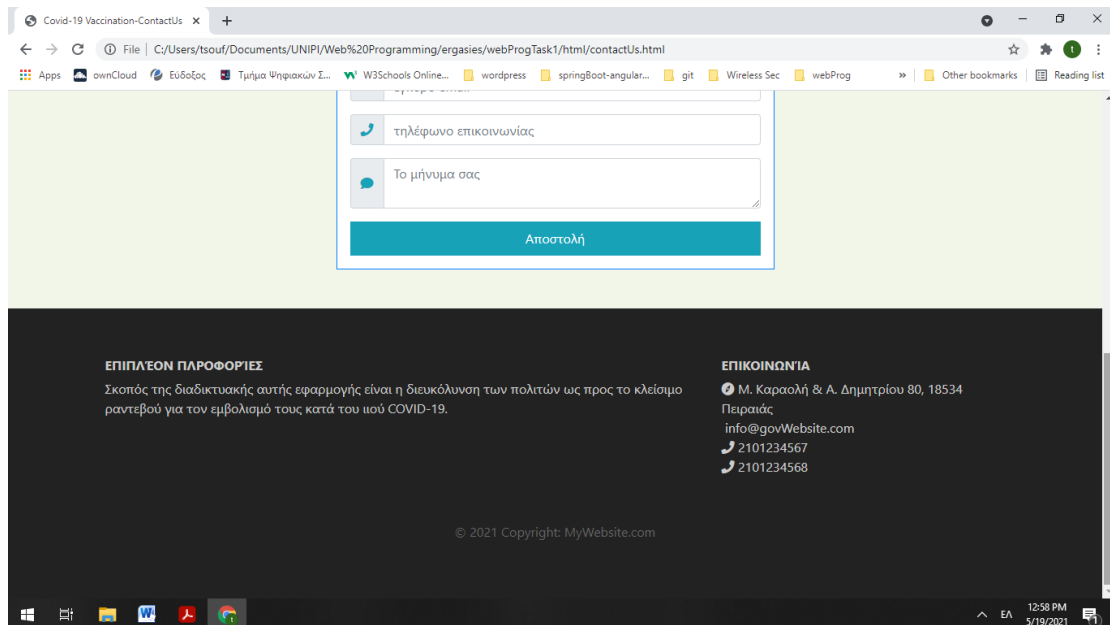 Covid-19 Vaccination-ContactUs
File
C:/Users/tsouf/Documents/UNIPI/Web%20Programming/ergasies/webProgTask1/html/contactUs.html
t
Apps ownCloud Εύδοξος Τμήμα Ψηφιακών Σ... W3Schools Online... wordpress springBoot-angular... git Wireless Sec webProg » Other bookmarks Reading list
τηλέφωνο επικοινωνίας
Το μήνυμα σας
Αποστολή
ΕΠΙΠΛΈΟΝ ΠΛΡΟΦΟΡΊΕΣ
Σκοπός της διαδικτυακής αυτής εφαρμογής είναι η διευκόλυνση των πολιτών ως προς το κλείσιμο
ραντεβού για τον εμβολισμό τους κατά του ιιού COVID-19.
ΕΠΙΚΟΙΝΩΝΊΑ
Μ. Καραολή & Α. Δημητρίου 80, 18534
Πειραιάς
info@govWebsite.com
2101234567
2101234568
© 2021 Copyright: MyWebsite.com
ΕΛ
12:58 PM
5/19/2021